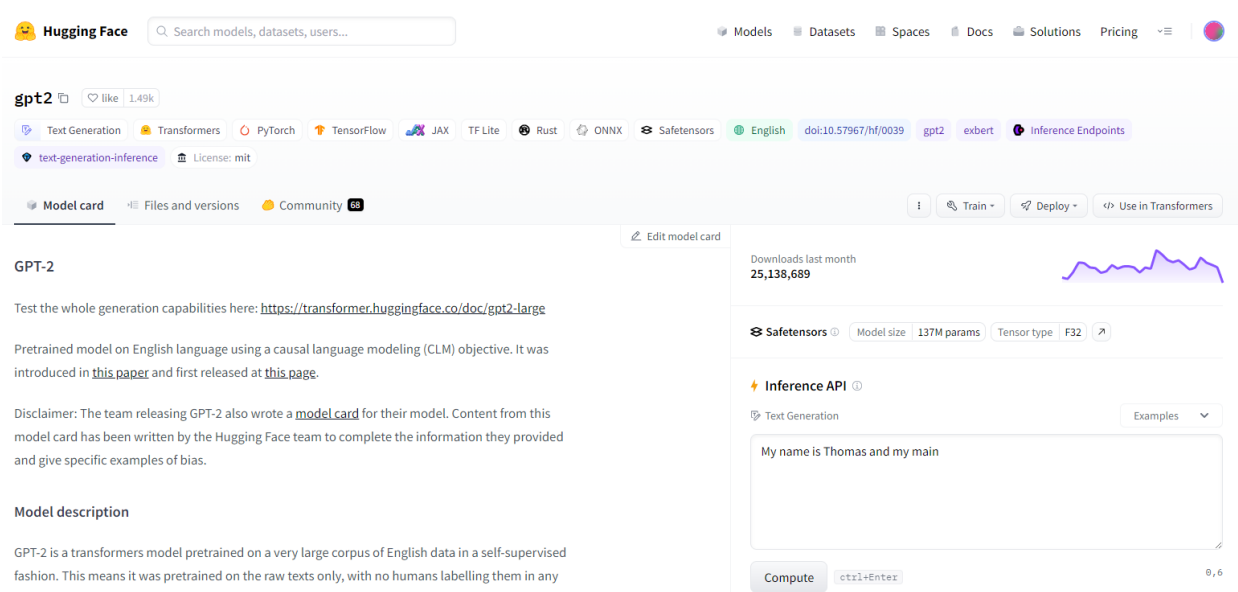 Hugging Face
Search models, datasets, users...
Models
Datasets
Spaces
Docs
Solutions
Pricing
gpt2
like 1.49k
Text Generation
Transformers
PyTorch
TensorFlow
JAX
TF Lite
Rust
ONNX
Safetensors
English
doi:10.57967/hf/0039
gpt2
exbert
Inference Endpoints
text-generation-inference
License: mit
Model card
Files and versions
Community 68
Train
Deploy
</> Use in Transformers
Edit model card
GPT-2
Test the whole generation capabilities here: https://transformer.huggingface.co/doc/gpt2-large
Pretrained model on English language using a causal language modeling (CLM) objective. It was
introduced in this paper and first released at this page.
Disclaimer: The team releasing GPT-2 also wrote a model card for their model. Content from this
model card has been written by the Hugging Face team to complete the information they provided
and give specific examples of bias.
Model description
GPT-2 is a transformers model pretrained on a very large corpus of English data in a self-supervised
fashion. This means it was pretrained on the raw texts only, with no humans labelling them in any
Downloads last month
25,138,689
Safetensors
Model size 137M params
Tensor type F32
Inference API
Text Generation
Examples
My name is Thomas and my main
Compute
ctrl+Enter
0,6